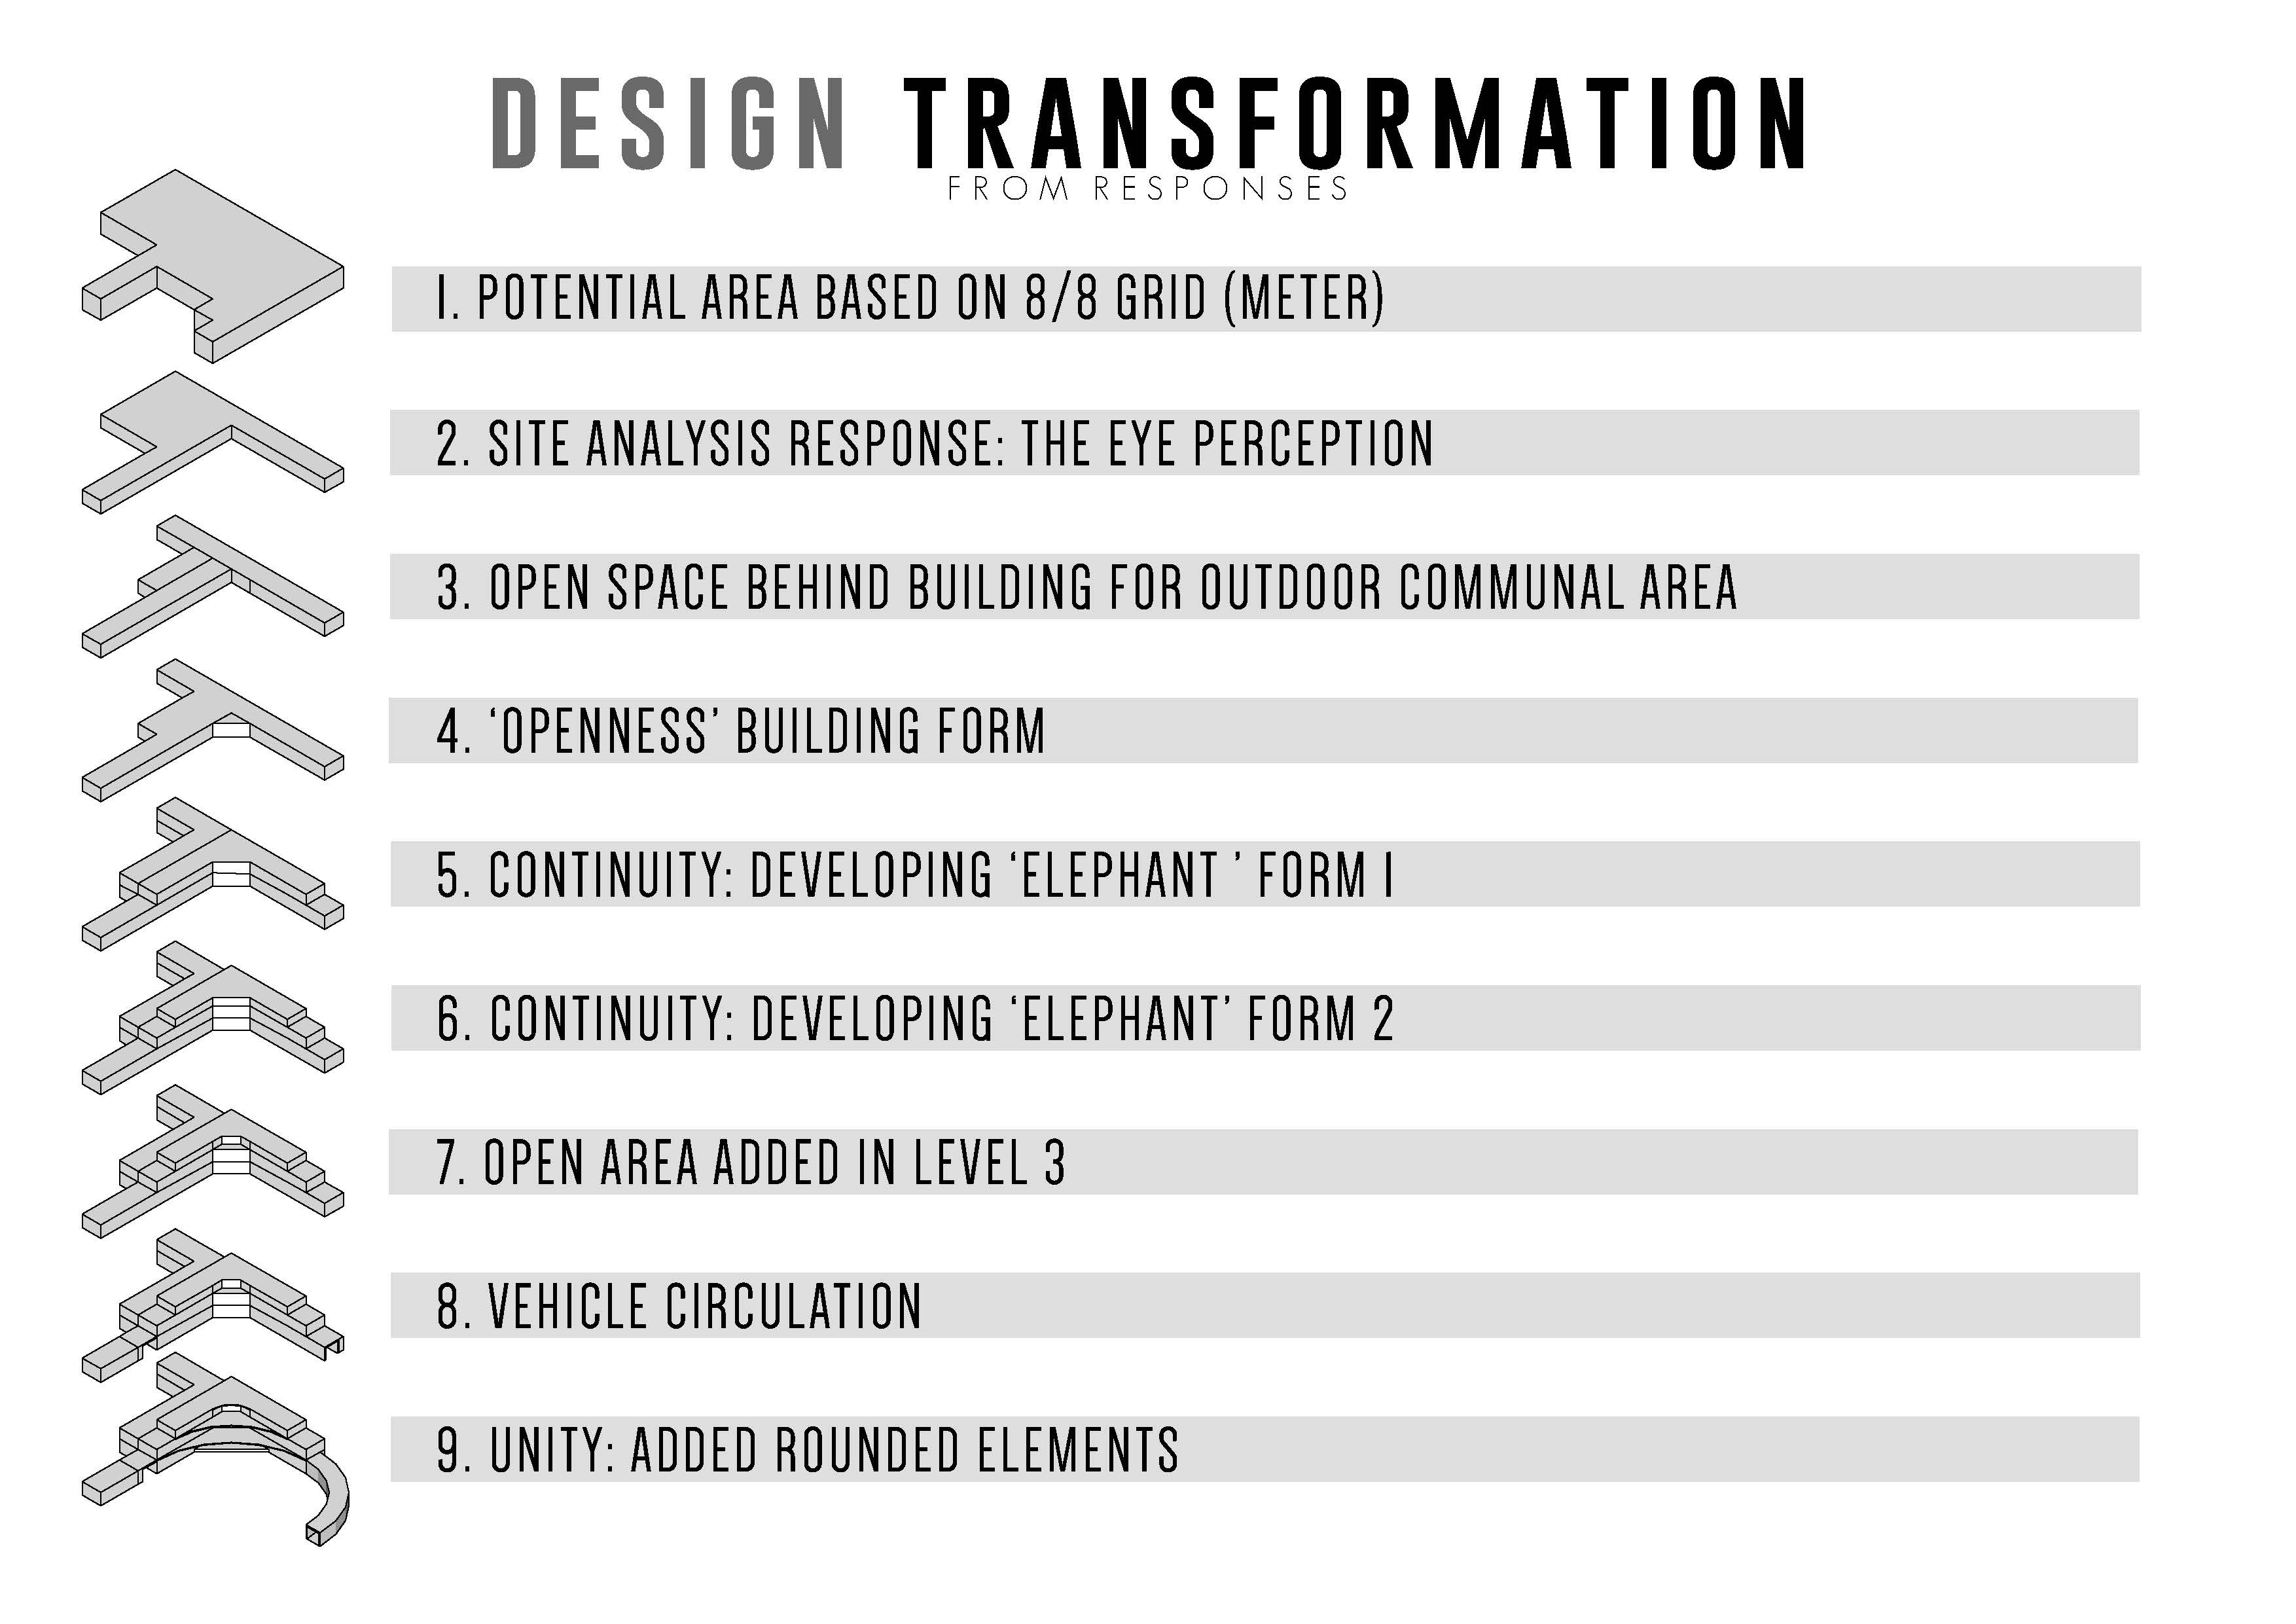 DESIGN TRANSFORMATION
FROM RESPONSES
1. POTENTIAL AREA BASED ON 8/8 GRID (METER)
2. SITE ANALYSIS RESPONSE: THE EYE PERCEPTION
3. OPEN SPACE BEHIND BUILDING FOR OUTDOOR COMMUNAL AREA
4. ‘OPENNESS’ BUILDING FORM
5. CONTINUITY: DEVELOPING ‘ELEPHANT ’ FORM 1
6. CONTINUITY: DEVELOPING ‘ELEPHANT’ FORM 2
7. OPEN AREA ADDED IN LEVEL 3
8. VEHICLE CIRCULATION
9. UNITY: ADDED ROUNDED ELEMENTS